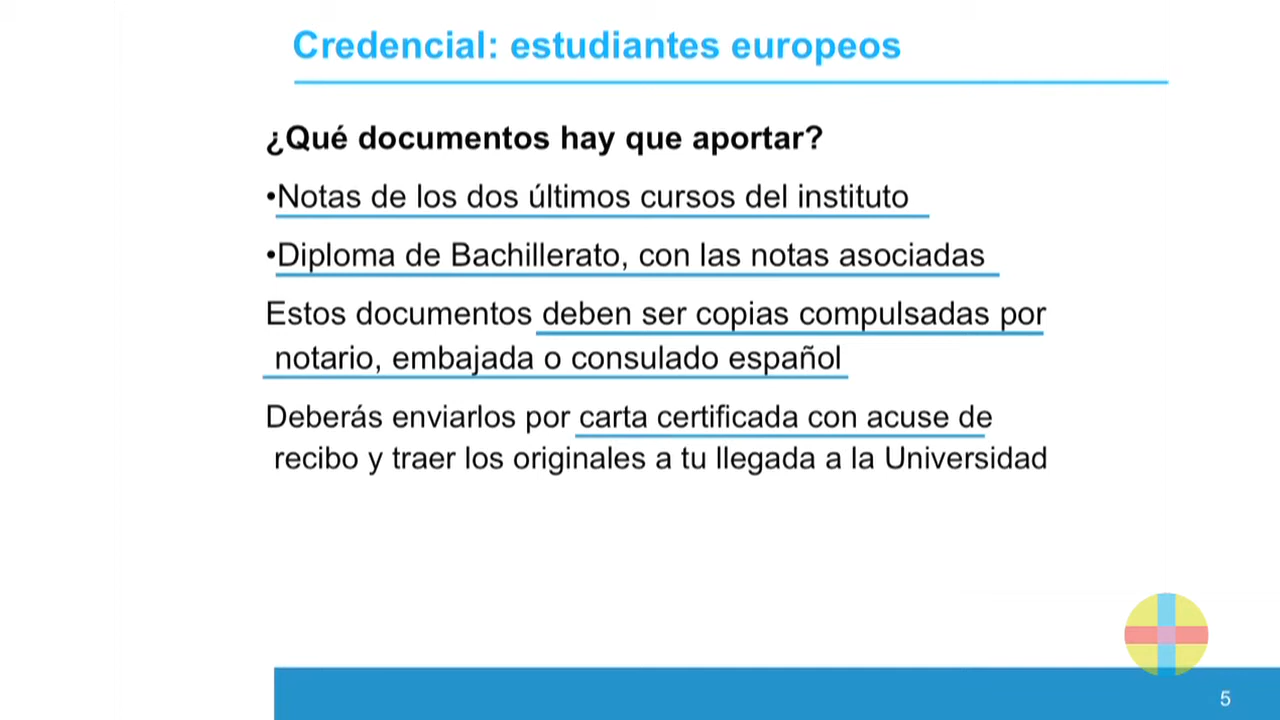 Credencial: estudiantes europeos
¿Qué documentos hay que aportar?
•Notas de los dos últimos cursos del instituto
•Diploma de Bachillerato, con las notas asociadas
Estos documentos deben ser copias compulsadas por
notario, embajada o consulado español
Deberás enviarlos por carta certificada con acuse de
recibo y traer los originales a tu llegada a la Universidad
5